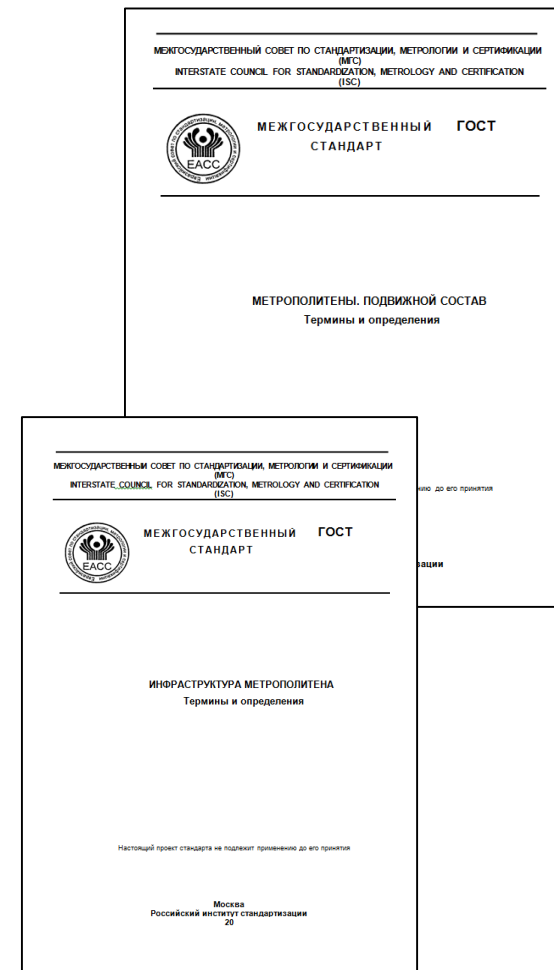 МЕЖГОСУДАРСТВЕННЫЙ СОВЕТ ПО СТАНДАРТИЗАЦИИ, МЕТРОЛОГИИ И СЕРТИФИКАЦИИ
(МГС)
INTERSTATE COUNCIL FOR STANDARDIZATION, METROLOGY AND CERTIFICATION
(ISC)
ЕАСС
МЕЖГОСУДАРСТВЕННЫЙ
СТАНДАРТ
ГОСТ
МЕТРОПОЛИТЕНЫ. ПОДВИЖНОЙ СОСТАВ
Термины и определения
до его принятия
МЕЖГОСУДАРСТВЕННЫЙ СОВЕТ ПО СТАНДАРТИЗАЦИИ, МЕТРОЛОГИИ И СЕРТИФИКАЦИИ
(МГС)
INTERSTATE COUNCIL FOR STANDARDIZATION, METROLOGY AND CERTIFICATION
(ISC)
ЕАСС
МЕЖГОСУДАРСТВЕННЫЙ
СТАНДАРТ
ГОСТ
ИНФРАСТРУКТУРА МЕТРОПОЛИТЕНА
Термины и определения
Настоящий проект стандарта не подлежит применению до его принятия
Москва
Российский институт стандартизации
20